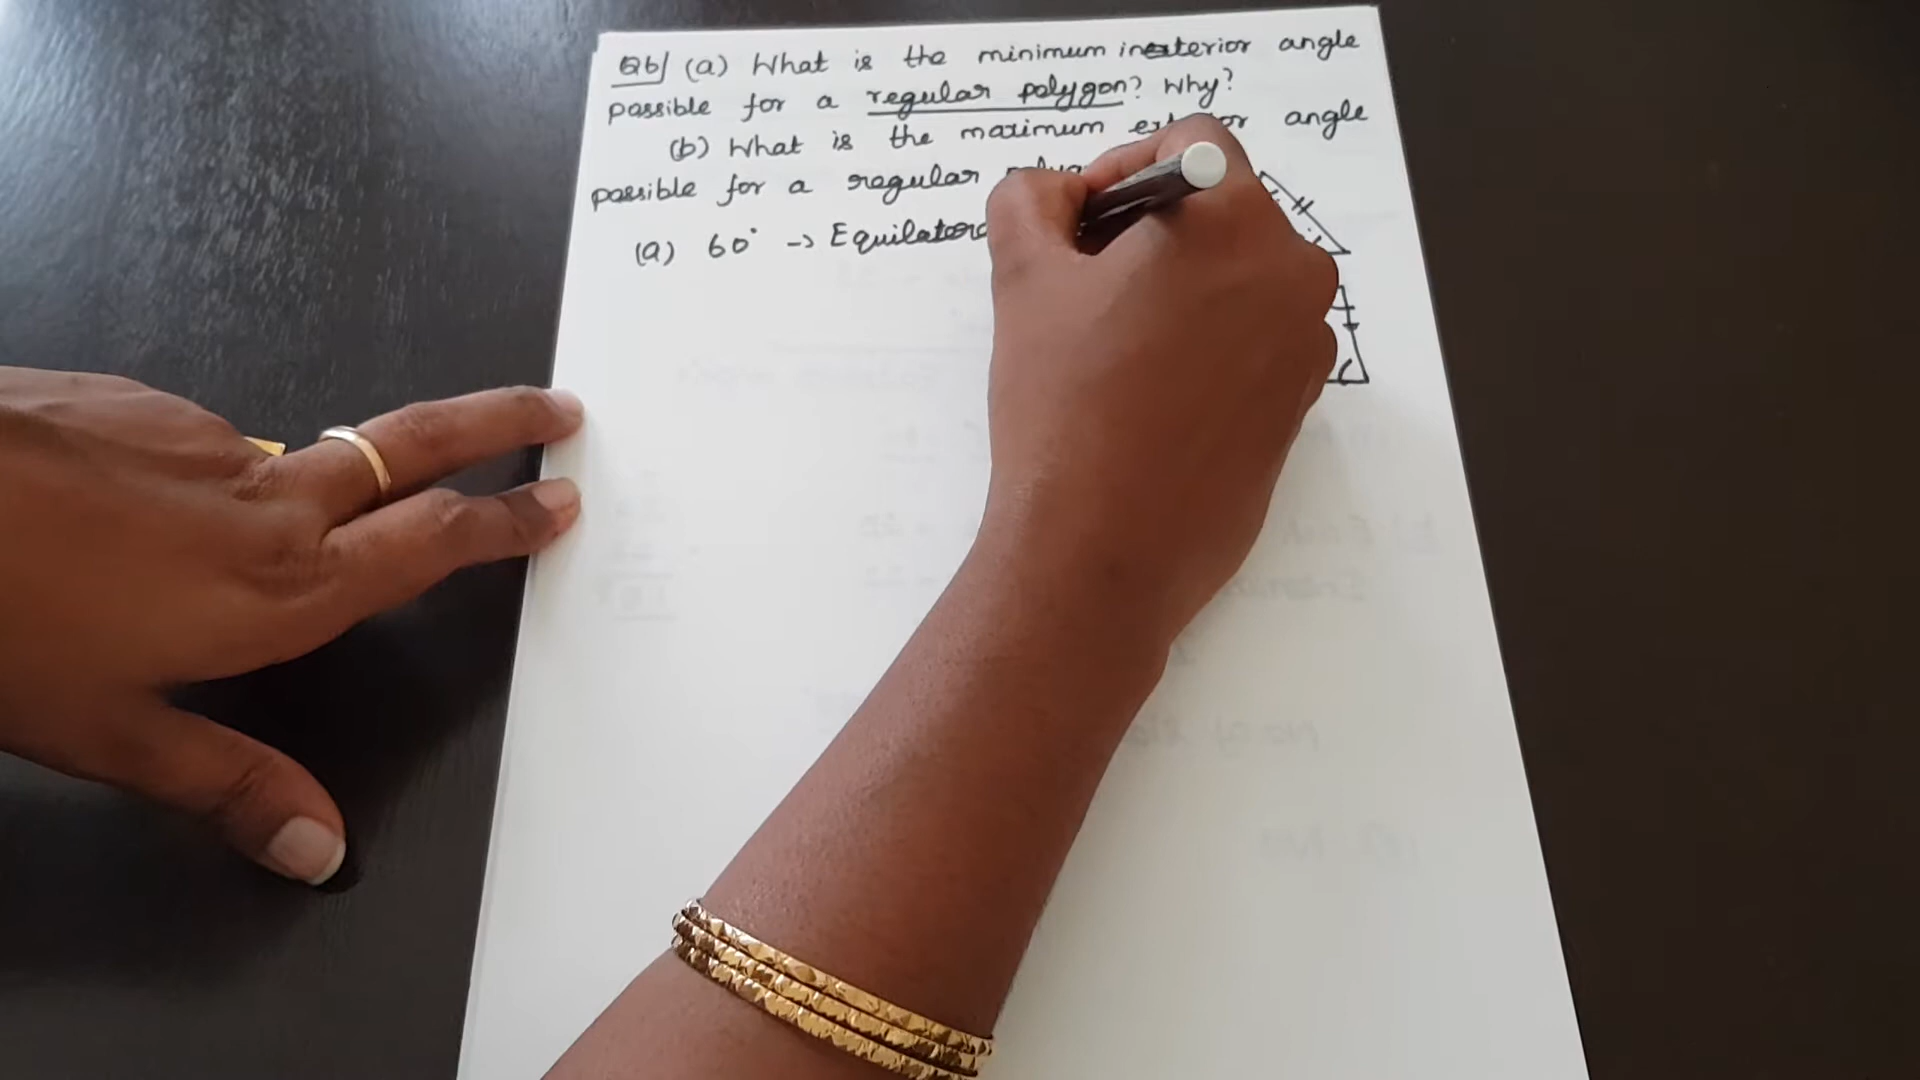 Q6) (a) What is the minimum interior angle
possible for a regular polygon? Why?
(b) What is the maximum angle
possible for a regular
(a) 60° → Equilatera